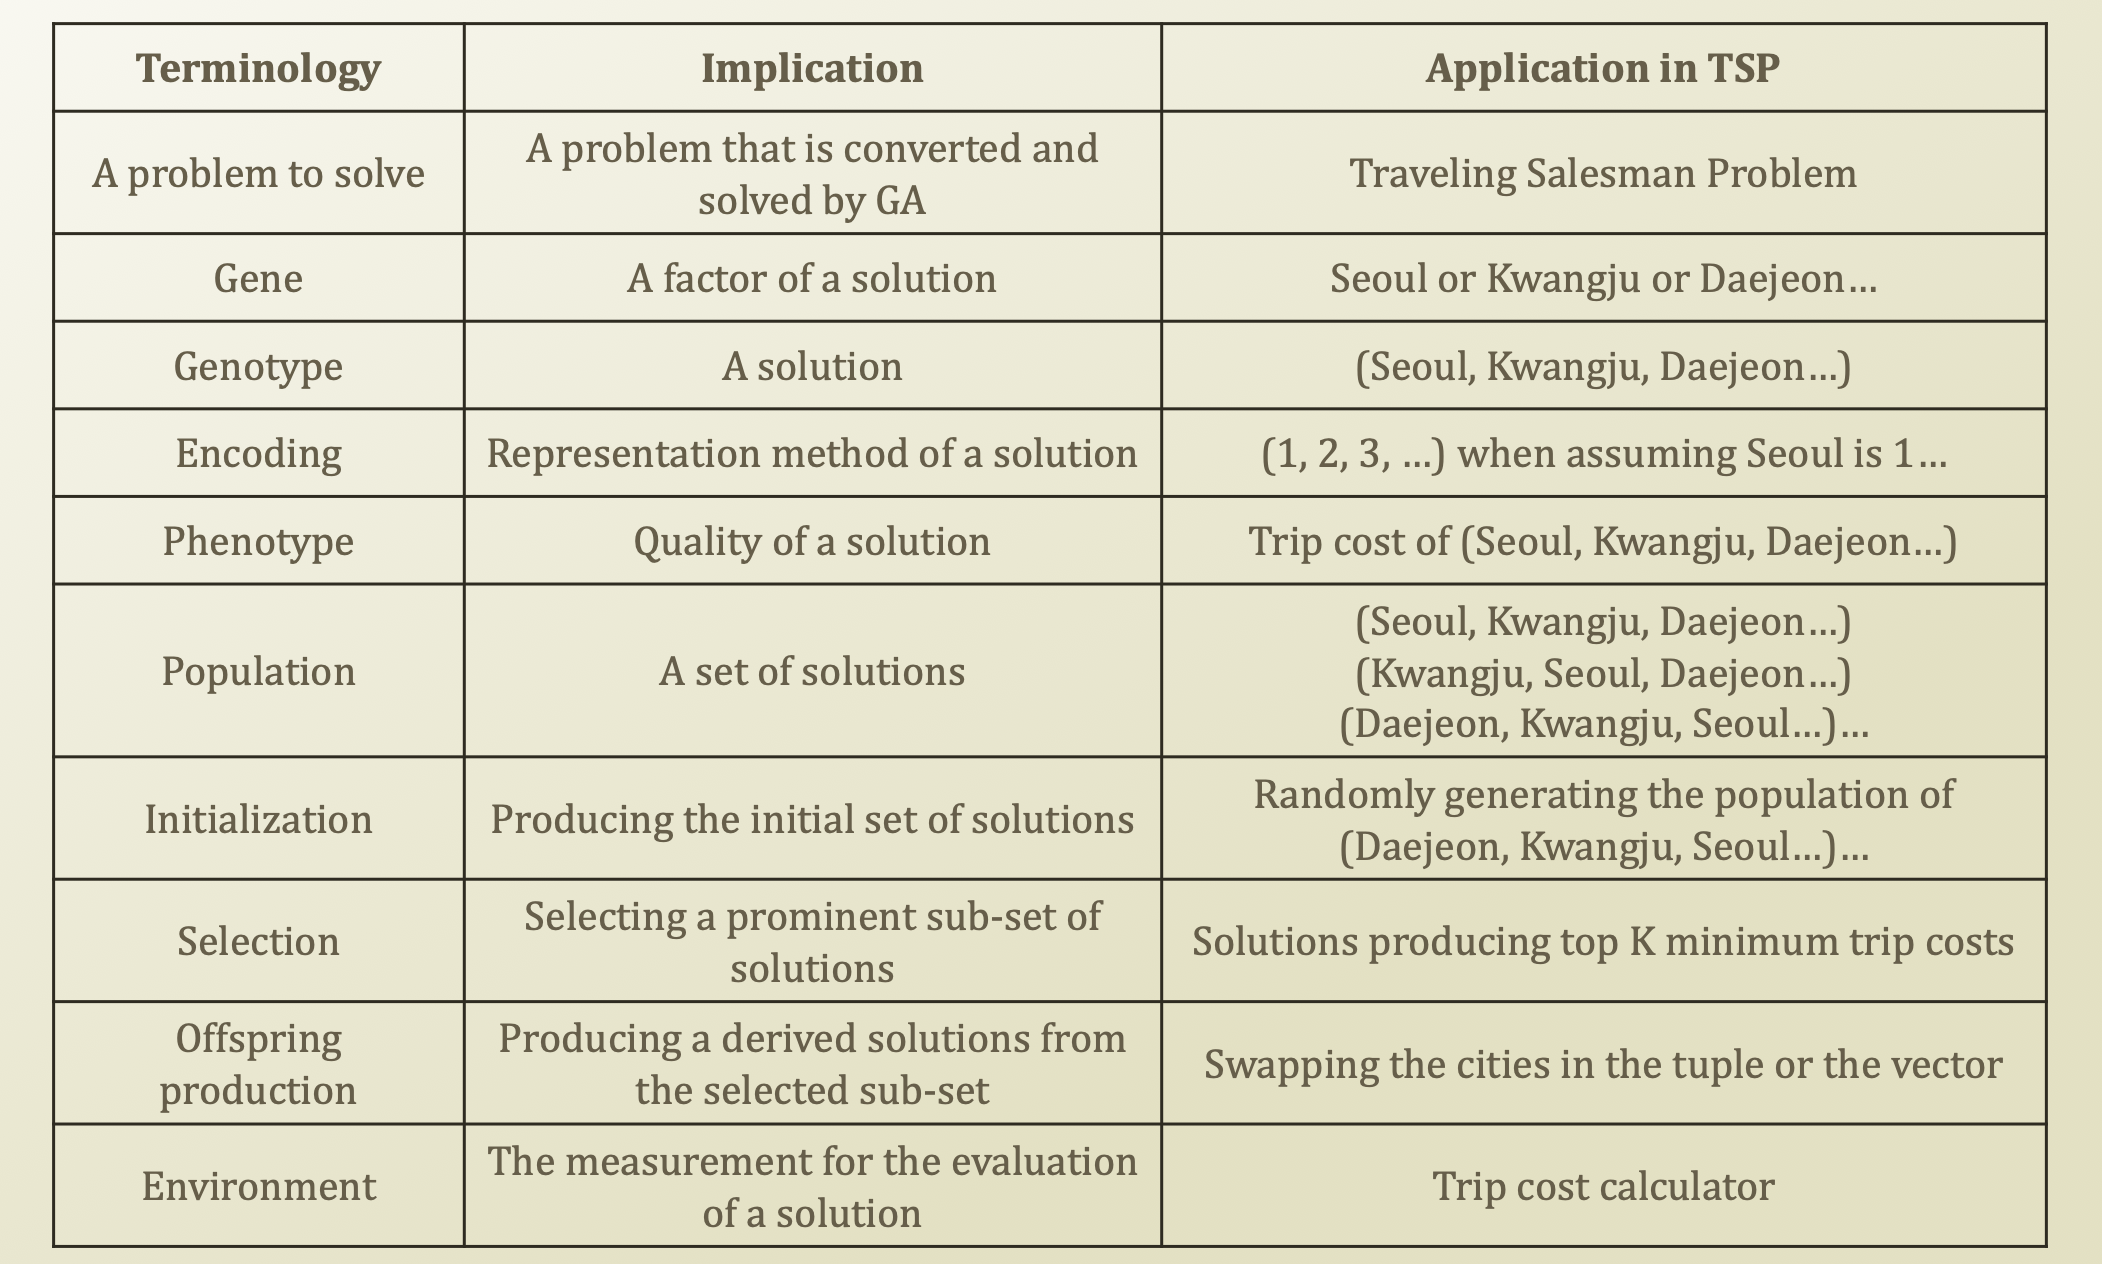 Terminology
Implication
Application in TSP
A problem to solve
A problem that is converted and
solved by GA
Traveling Salesman Problem
Gene
A factor of a solution
Seoul or Kwangju or Daejeon…
Genotype
A solution
(Seoul, Kwangju, Daejeon…)
Encoding
Representation method of a solution
(1, 2, 3, …) when assuming Seoul is 1…
Phenotype
Quality of a solution
Trip cost of (Seoul, Kwangju, Daejeon…)
Population
A set of solutions
(Seoul, Kwangju, Daejeon…)
(Kwangju, Seoul, Daejeon…)
(Daejeon, Kwangju, Seoul…)…
Initialization
Producing the initial set of solutions
Randomly generating the population of
(Daejeon, Kwangju, Seoul…)…
Selection
Selecting a prominent sub-set of
solutions
Solutions producing top K minimum trip costs
Offspring
production
Producing a derived solutions from
the selected sub-set
Swapping the cities in the tuple or the vector
Environment
The measurement for the evaluation
of a solution
Trip cost calculator